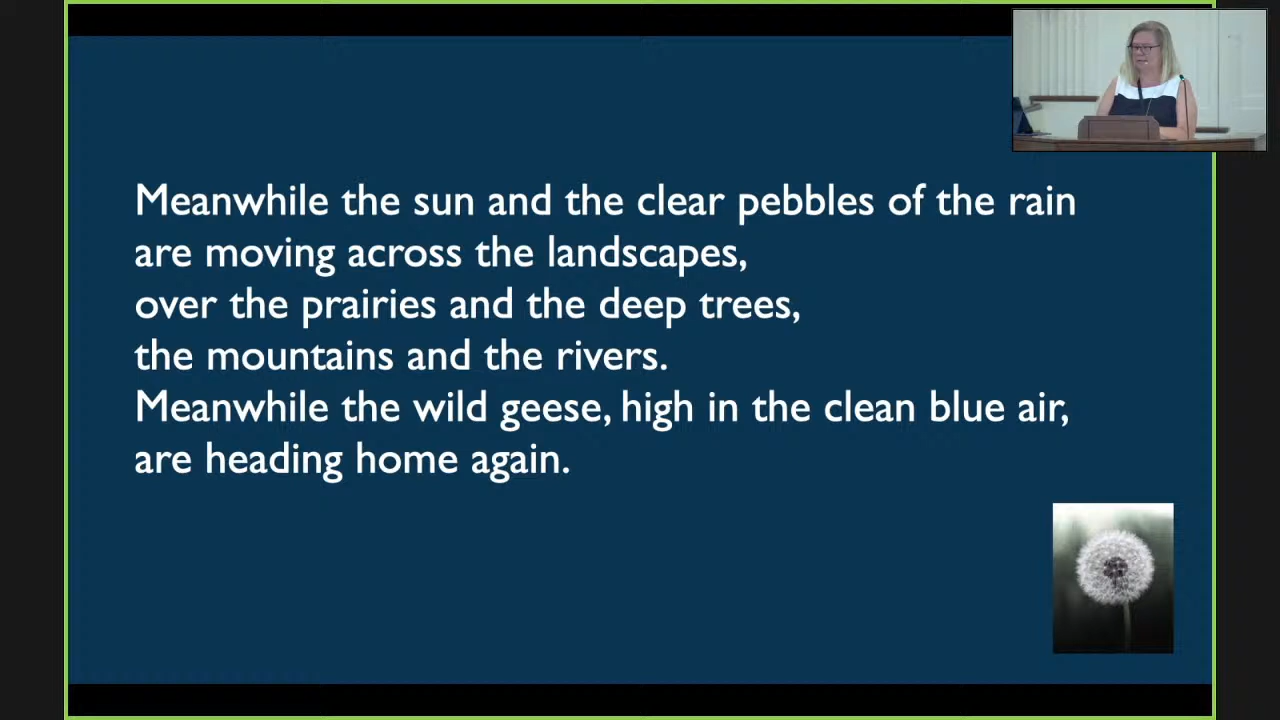 Meanwhile the sun and the clear pebbles of the rain
are moving across the landscapes,
over the prairies and the deep trees,
the mountains and the rivers.
Meanwhile the wild geese, high in the clean blue air,
are heading home again.